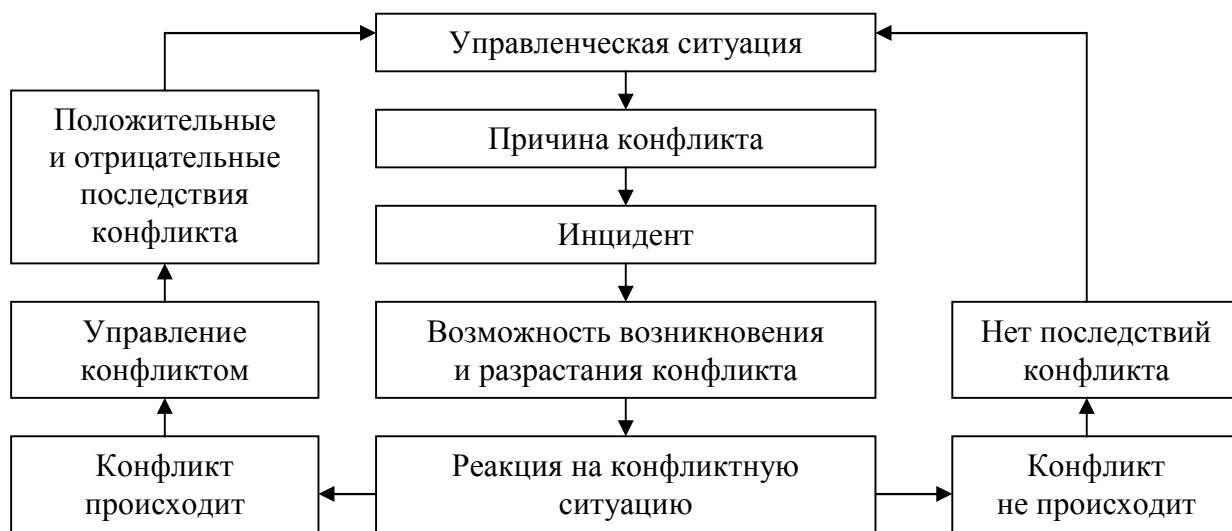 Управленческая ситуация
Положительные
и отрицательные
последствия
конфликта
Причина конфликта
Инцидент
Управление
конфликтом
Возможность возникновения
и разрастания конфликта
Нет последствий
конфликта
Конфликт
происходит
Реакция на конфликтную
ситуацию
Конфликт
не происходит